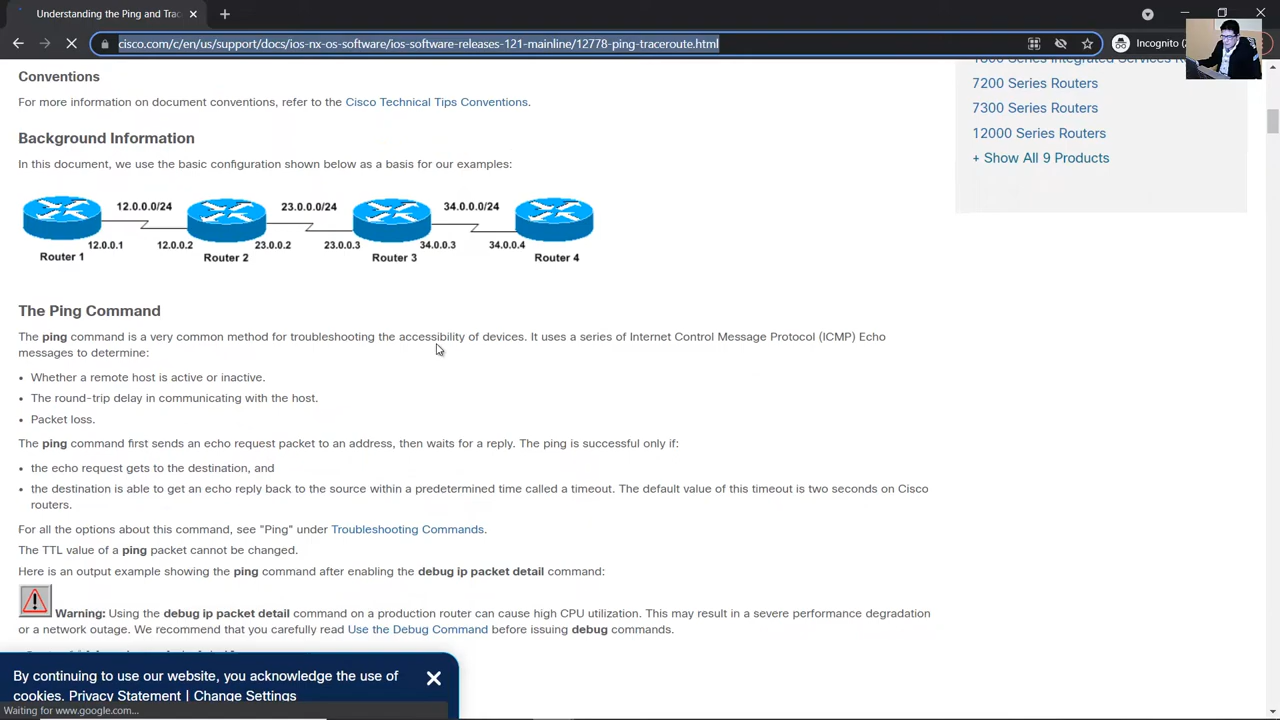 Understanding the Ping and Trac
cisco.com/c/en/us/support/docs/ios-nx-os-software/ios-software-releases-121-mainline/12778-ping-traceroute.html
Incognito
Conventions
For more information on document conventions, refer to the Cisco Technical Tips Conventions.
Background Information
In this document, we use the basic configuration shown below as a basis for our examples:
12.0.0.0/24 23.0.0.0/24 34.0.0.0/24
12.0.0.1 12.0.0.2 23.0.0.2 23.0.0.3 34.0.0.3 34.0.0.4
Router 1 Router 2 Router 3 Router 4
The Ping Command
The ping command is a very common method for troubleshooting the accessibility of devices. It uses a series of Internet Control Message Protocol (ICMP) Echo
messages to determine:
• Whether a remote host is active or inactive.
• The round-trip delay in communicating with the host.
• Packet loss.
The ping command first sends an echo request packet to an address, then waits for a reply. The ping is successful only if:
• the echo request gets to the destination, and
• the destination is able to get an echo reply back to the source within a predetermined time called a timeout. The default value of this timeout is two seconds on Cisco
routers.
For all the options about this command, see "Ping" under Troubleshooting Commands.
The TTL value of a ping packet cannot be changed.
Here is an output example showing the ping command after enabling the debug ip packet detail command:
Warning: Using the debug ip packet detail command on a production router can cause high CPU utilization. This may result in a severe performance degradation
or a network outage. We recommend that you carefully read Use the Debug Command before issuing debug commands.
1800 Series Integrated Services
7200 Series Routers
7300 Series Routers
12000 Series Routers
+ Show All 9 Products
By continuing to use our website, you acknowledge the use of
cookies. Privacy Statement | Change Settings
Waiting for www.google.com...